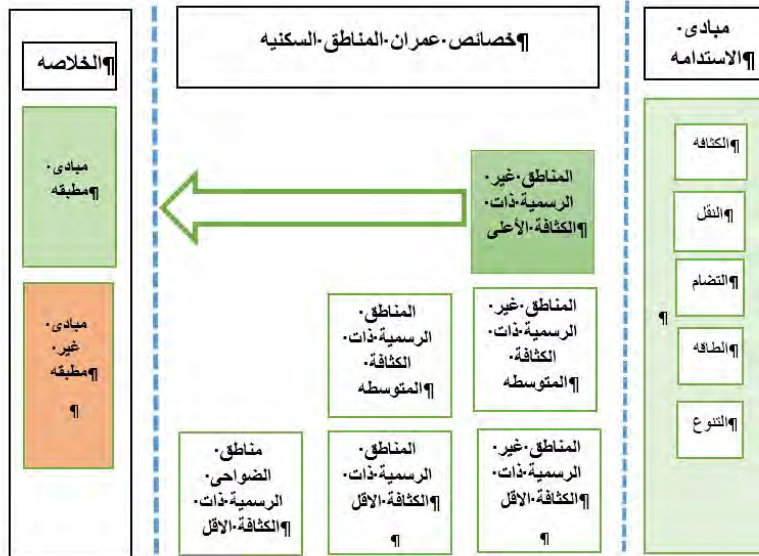 مبادى·
¶الاستدامه
¶الكثافه
¶النقل
¶التضام
¶
¶الطاقه
¶التنوع
¶خصائص·عمران·المناطق·السكنيه
المناطق·غير·
الرسمية·ذات·
¶الكثافة·الأعلى
المناطق·غير·
الرسمية·ذات·
الكثافة·
¶المتوسطه
المناطق·
الرسمية·ذات·
الكثافة·
¶المتوسطه
المناطق·غير·
الرسمية·ذات·
¶الكثافة·الاقل
¶
المناطق·
الرسمية·ذات·
¶الكثافة·الاقل
¶
مناطق·
الضواحى·
الرسمية·ذات·
¶الكثافة·الاقل
¶الخلاصه
مبادى·
¶مطبقه
مبادى·
غير·
¶مطبقه
¶